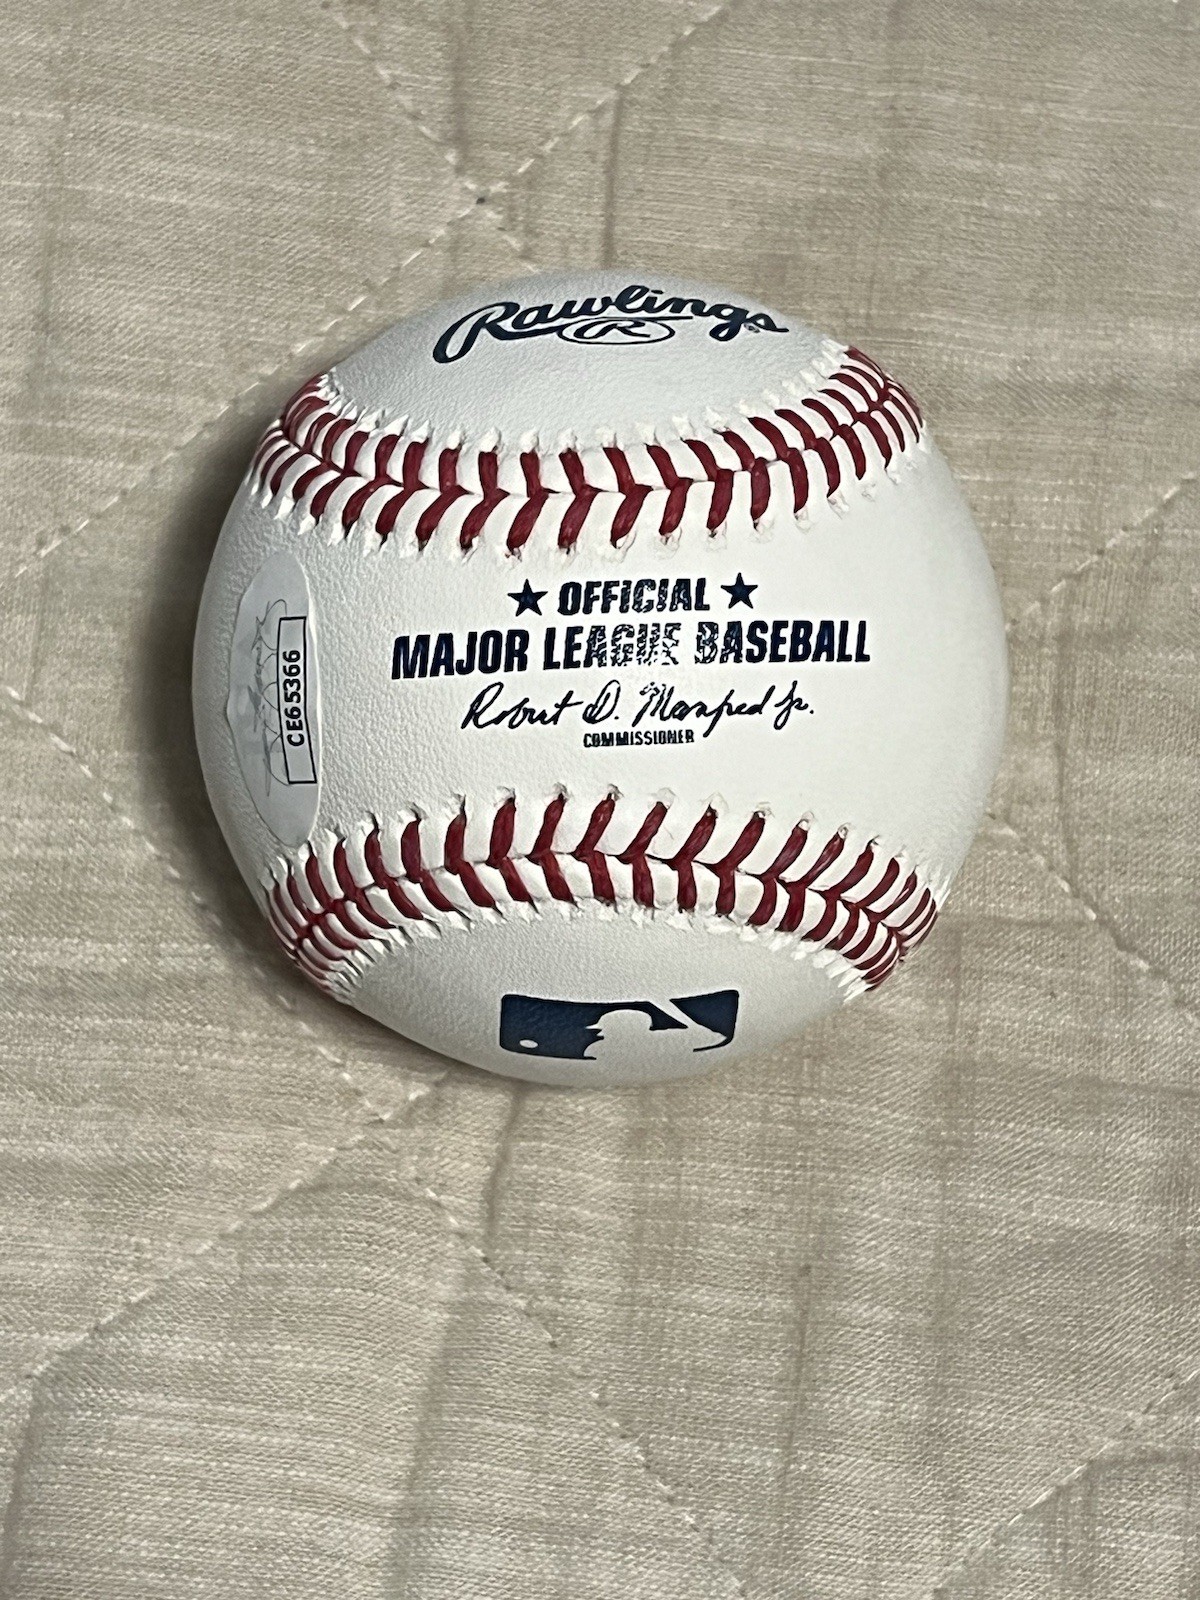 Rawlings
R
★ OFFICIAL ★
MAJOR LEAGUE BASEBALL
Robert D. Manfred Jr.
COMMISSIONER
CE65366